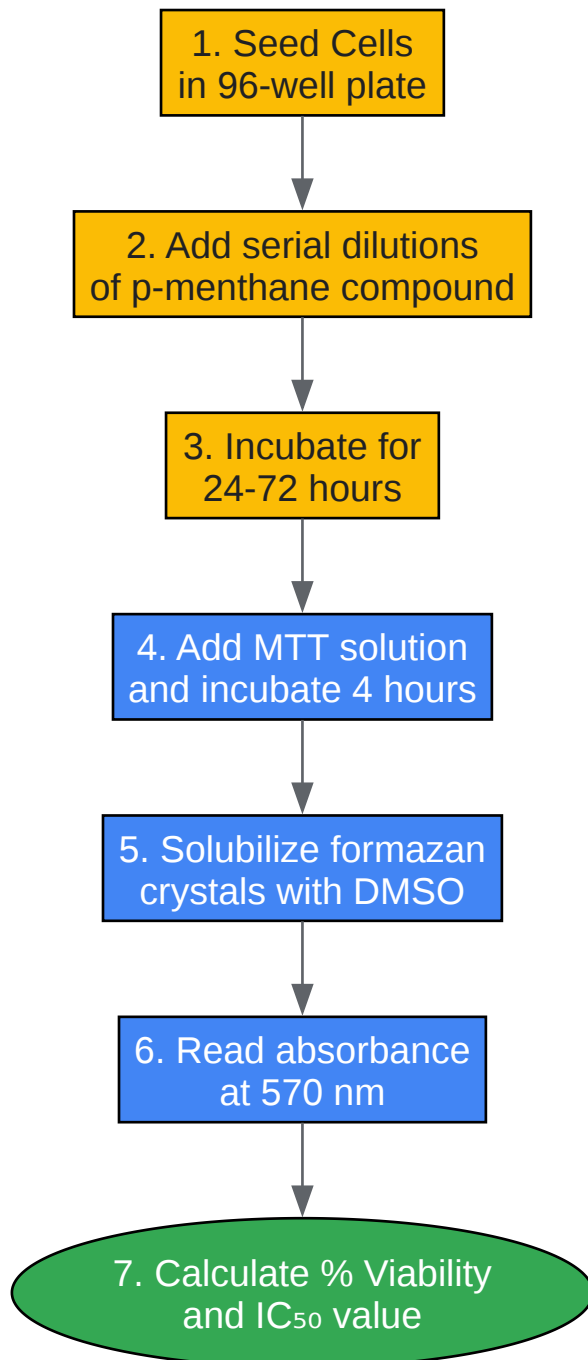 1. Seed Cells
in 96-well plate
2. Add serial dilutions
of p-menthane compound
3. Incubate for
24-72 hours
4. Add MTT solution
and incubate 4 hours
5. Solubilize formazan
crystals with DMSO
6. Read absorbance
at 570 nm
7. Calculate % Viability
and IC₅₀ value